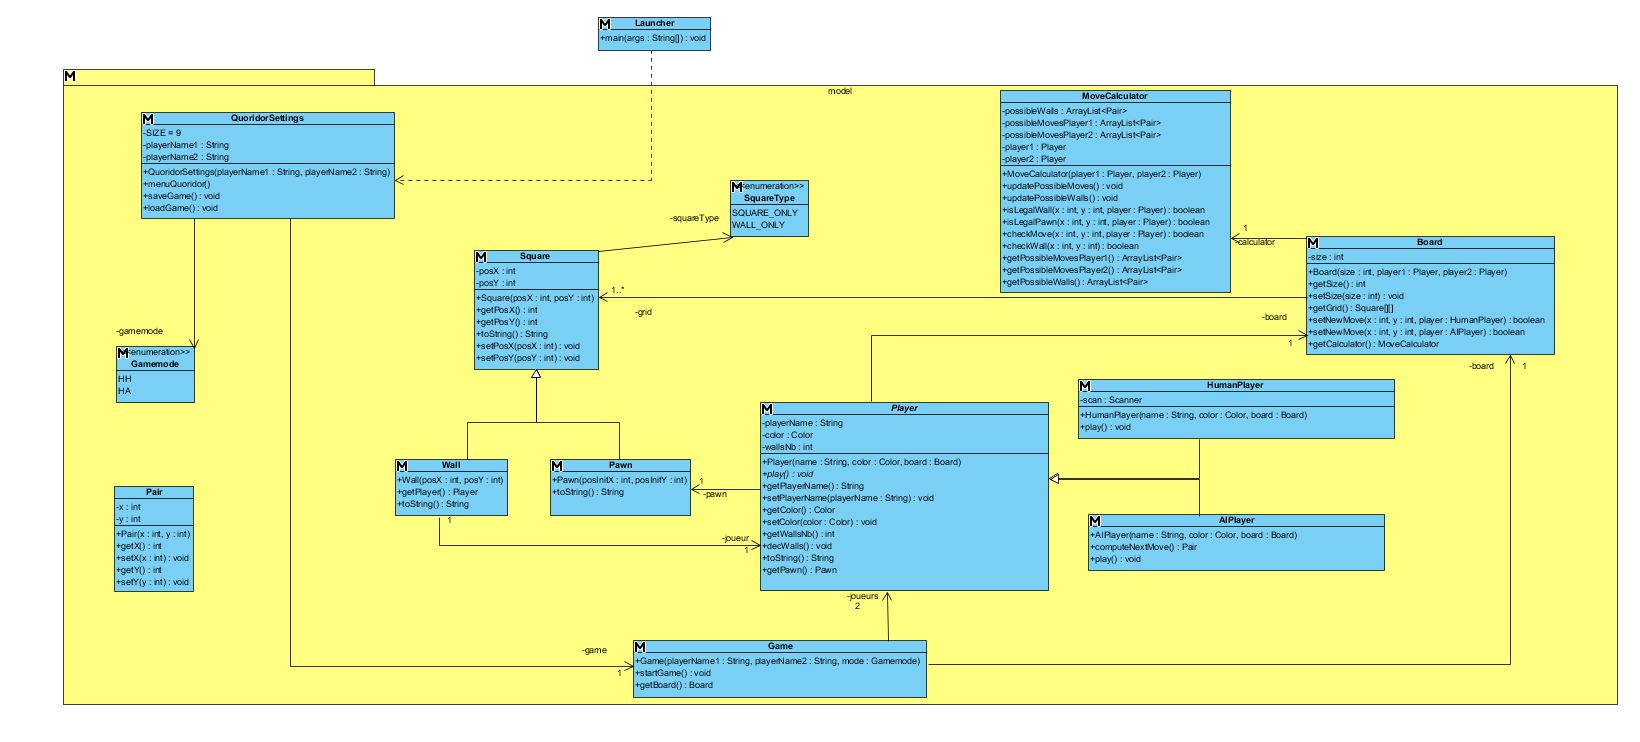 Launcher
+main(args : String[]) : void
model
QuoridorSettings
-SIZE = 9
-playerName1 : String
-playerName2 : String
+QuoridorSettings(playerName1 : String, playerName2 : String)
+menuQuoridor()
+saveGame() : void
+loadGame() : void
MoveCalculator
-possibleWalls : ArrayList<Pair>
-possibleMovesPlayer1 : ArrayList<Pair>
-possibleMovesPlayer2 : ArrayList<Pair>
-player1 : Player
-player2 : Player
+MoveCalculator(player1 : Player, player2 : Player)
+updatePossibleMoves() : void
+updatePossibleWalls() : void
+isLegalWall(x : int, y : int, player : Player) : boolean
+isLegalPawn(x : int, y : int, player : Player) : boolean
+checkMove(x : int, y : int, player : Player) : boolean
+checkWall(x : int, y : int) : boolean
+getPossibleMovesPlayer1() : ArrayList<Pair>
+getPossibleMovesPlayer2() : ArrayList<Pair>
+getPossibleWalls() : ArrayList<Pair>
<<enumeration>>
SquareType
SQUARE_ONLY
WALL_ONLY
-squareType
1
-calculator
Board
-size : int
+Board(size : int, player1 : Player, player2 : Player)
+getSize() : int
+setSize(size : int) : void
+getGrid() : Square[][]
+setNewMove(x : int, y : int, player : HumanPlayer) : boolean
+setNewMove(x : int, y : int, player : AIPlayer) : boolean
+getCalculator() : MoveCalculator
Square
-posX : int
-posY : int
+Square(posX : int, posY : int)
+getPosX() : int
+getPosY() : int
+toString() : String
+setPosX(posX : int) : void
+setPosY(posY : int) : void
1..*
-grid
-board
1
-gamemode
<<enumeration>>
Gamemode
HH
HA
-board
1
HumanPlayer
-scan : Scanner
+HumanPlayer(name : String, color : Color, board : Board)
+play() : void
Player
-playerName : String
-color : Color
-wallsNb : int
+Player(name : String, color : Color, board : Board)
+play() : void
+getPlayerName() : String
+setPlayerName(playerName : String) : void
+getColor() : Color
+setColor(color : Color) : void
+getWallsNb() : int
+decWalls() : void
+toString() : String
+getPawn() : Pawn
Wall
+Wall(posX : int, posY : int)
+getPlayer() : Player
+toString() : String
Pawn
+Pawn(posInitX : int, posInitY : int)
+toString() : String
1
-pawn
1
-joueur
1
Pair
-x : int
-y : int
+Pair(x : int, y : int)
+getX() : int
+setX(x : int) : void
+getY() : int
+setY(y : int) : void
AIPlayer
+AIPlayer(name : String, color : Color, board : Board)
+computeNextMove() : Pair
+play() : void
-joueurs
2
-game
1
Game
+Game(playerName1 : String, playerName2 : String, mode : Gamemode)
+startGame() : void
+getBoard() : Board